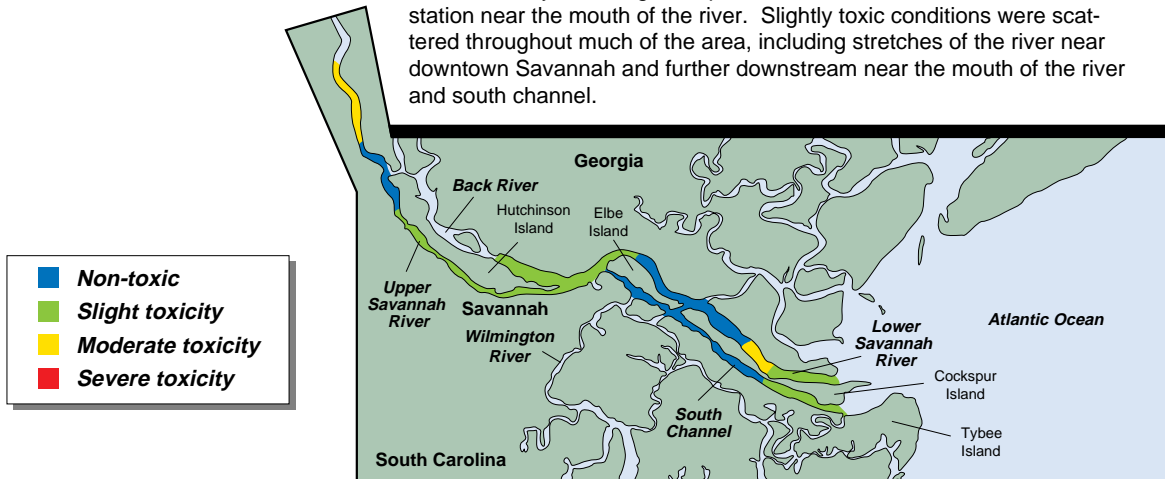 station near the mouth of the river.  Slightly toxic conditions were scat-
tered throughout much of the area, including stretches of the river near
downtown Savannah and further downstream near the mouth of the river
and south channel.
Georgia
Back River
Hutchinson
Island
Elbe
Island
Non-toxic
Slight toxicity
Moderate toxicity
Severe toxicity
Upper
Savannah
River
Savannah
Wilmington
River
Lower
Savannah
River
Atlantic Ocean
Cockspur
Island
South
Channel
Tybee
Island
South Carolina